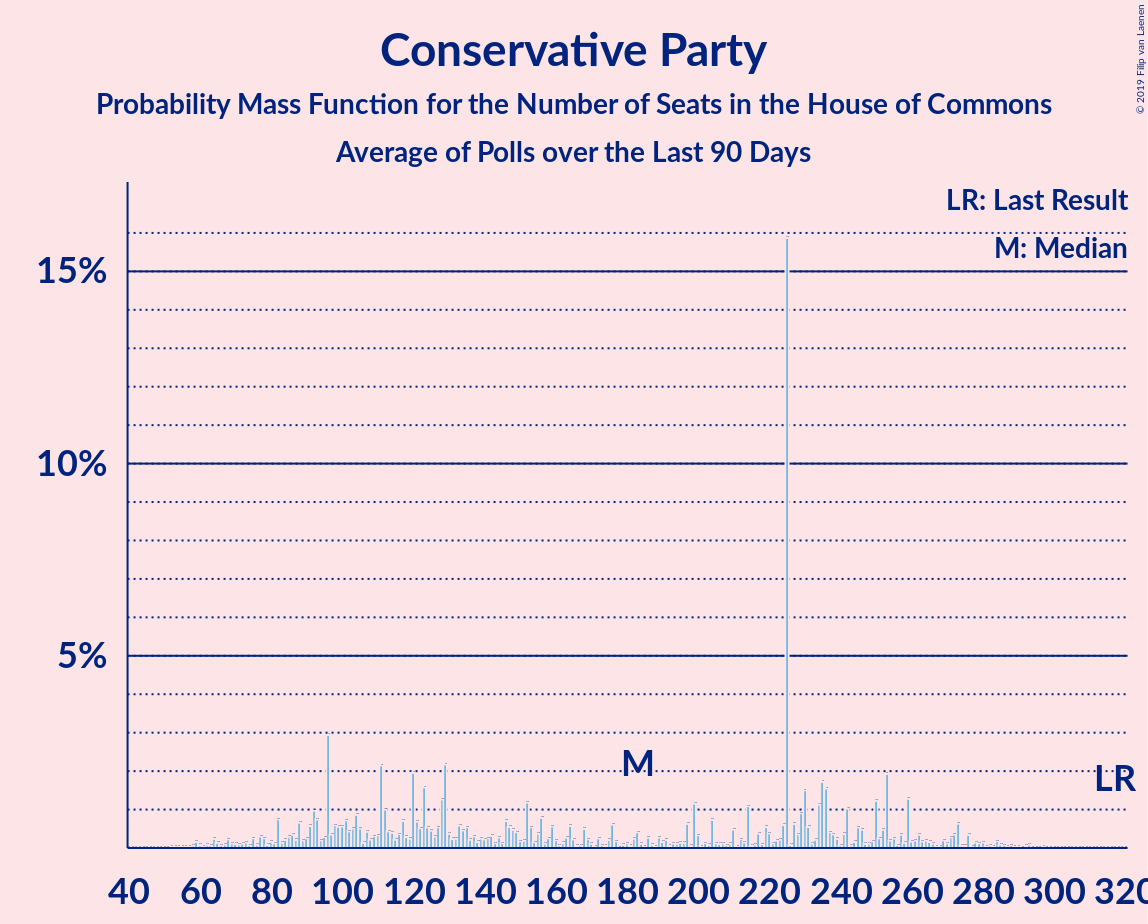 Conservative Party
Probability Mass Function for the Number of Seats in the House of Commons
Average of Polls over the Last 90 Days
© 2019 Filip van Laenen
LR: Last Result
M: Median
15%
10%
5%
M
LR
40 60 80 100 120 140 160 180 200 220 240 260 280 300 320